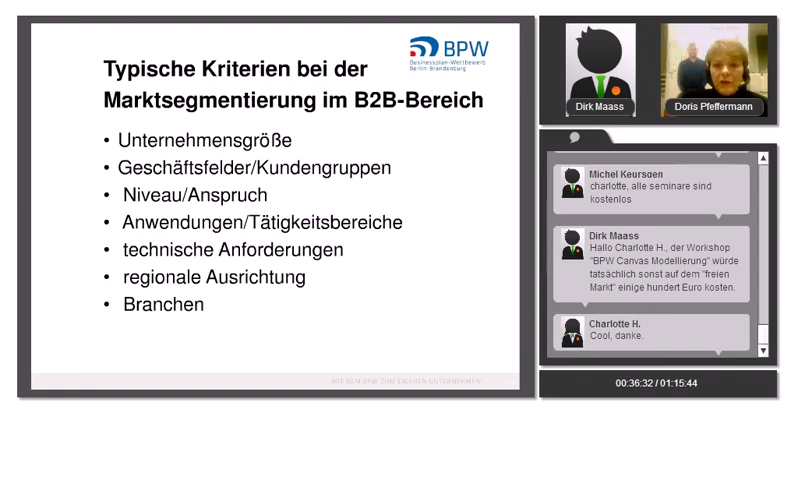 BPW
Businessplan-Wettbewerb
Berlin-Brandenburg
Typische Kriterien bei der
Marktsegmentierung im B2B-Bereich
• Unternehmensgröße
• Geschäftsfelder/Kundengruppen
• Niveau/Anspruch
• Anwendungen/Tätigkeitsbereiche
• technische Anforderungen
• regionale Ausrichtung
• Branchen
MIT DEM BPW ZUM EIGENEN UNTERNEHMEN!
Dirk Maass
Doris Pfeffermann
Michel Keursoen
charlotte, alle seminare sind
kostenlos
Dirk Maass
Hallo Charlotte H., der Workshop
"BPW Canvas Modellierung" würde
tatsächlich sonst auf dem "freien
Markt" einige hundert Euro kosten.
Charlotte H.
Cool, danke.
00:36:32 / 01:15:44